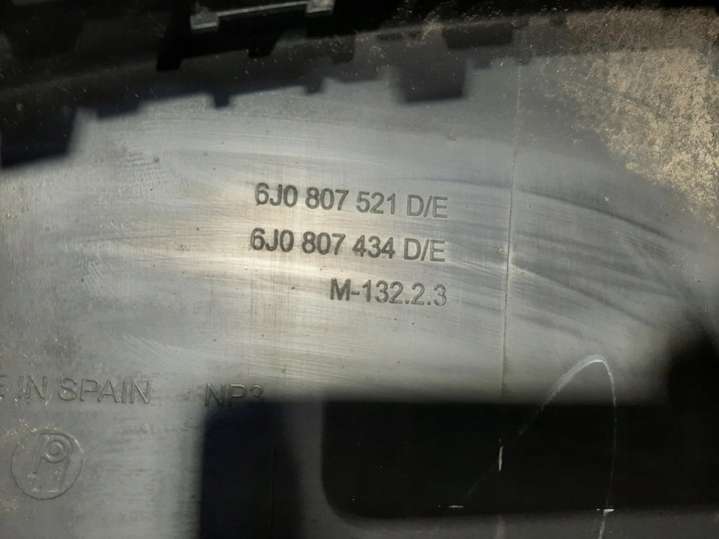 6J0 807 521 D/E
6J0 807 434 D/E
M-132.2.3
IN SPAIN